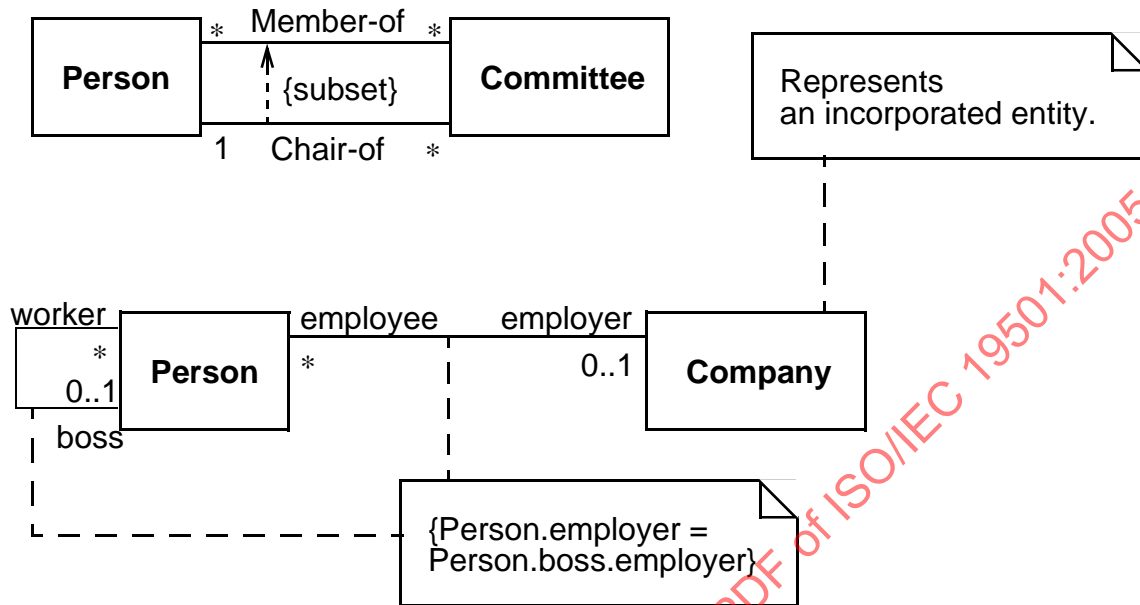 * Member-of *
Person
Committee
{subset}
1 Chair-of *
Represents
an incorporated entity.
worker
employee
employer
*
Person
*
0..1
Company
0..1
boss
{Person.employer =
Person.boss.employer}
PDF of ISO/IEC 19501:2005